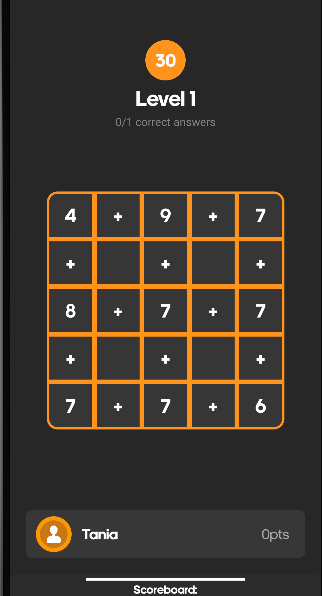 30
Level 1
0/1 correct answers
4 + 9 + 7
+ + +
8 + 7 + 7
+ + +
7 + 7 + 6
Tania 0pts
Scoreboard: